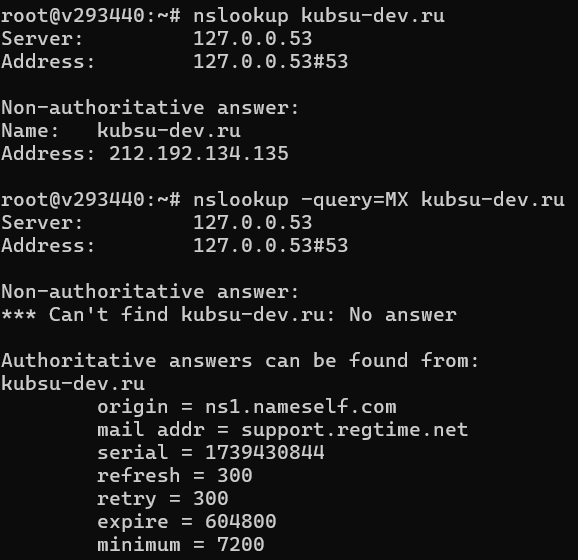 root@v293440:~# nslookup kubsu-dev.ru
Server:         127.0.0.53
Address:        127.0.0.53#53

Non-authoritative answer:
Name:   kubsu-dev.ru
Address: 212.192.134.135

root@v293440:~# nslookup -query=MX kubsu-dev.ru
Server:         127.0.0.53
Address:        127.0.0.53#53

Non-authoritative answer:
*** Can't find kubsu-dev.ru: No answer

Authoritative answers can be found from:
kubsu-dev.ru
        origin = ns1.nameself.com
        mail addr = support.regtime.net
        serial = 1739430844
        refresh = 300
        retry = 300
        expire = 604800
        minimum = 7200